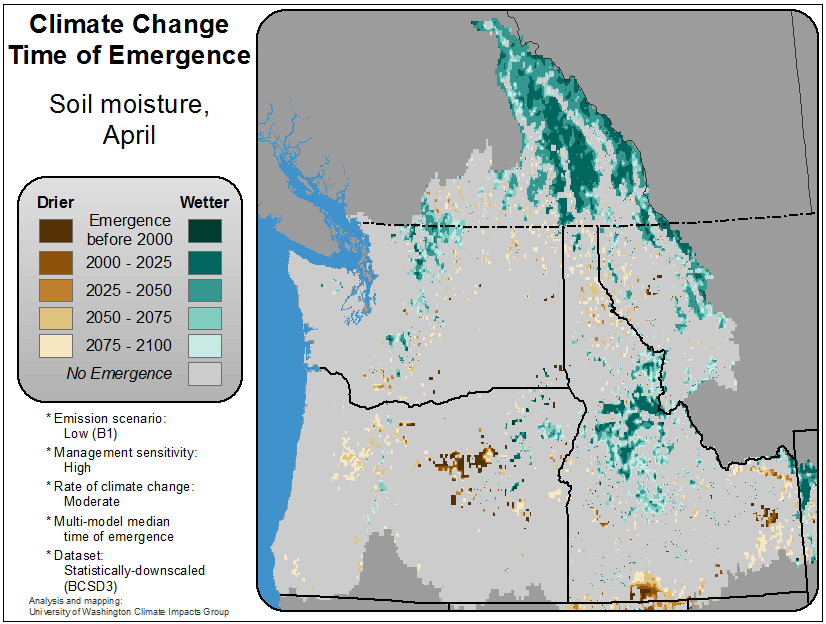 Climate Change
Time of Emergence
Soil moisture,
April
Drier
Wetter
Emergence
before 2000
2000 - 2025
2025 - 2050
2050 - 2075
2075 - 2100
No Emergence
* Emission scenario:
Low (B1)
* Management sensitivity:
High
* Rate of climate change:
Moderate
* Multi-model median
time of emergence
* Dataset:
Statistically-downscaled
(BCSD3)
Analysis and mapping:
University of Washington Climate Impacts Group